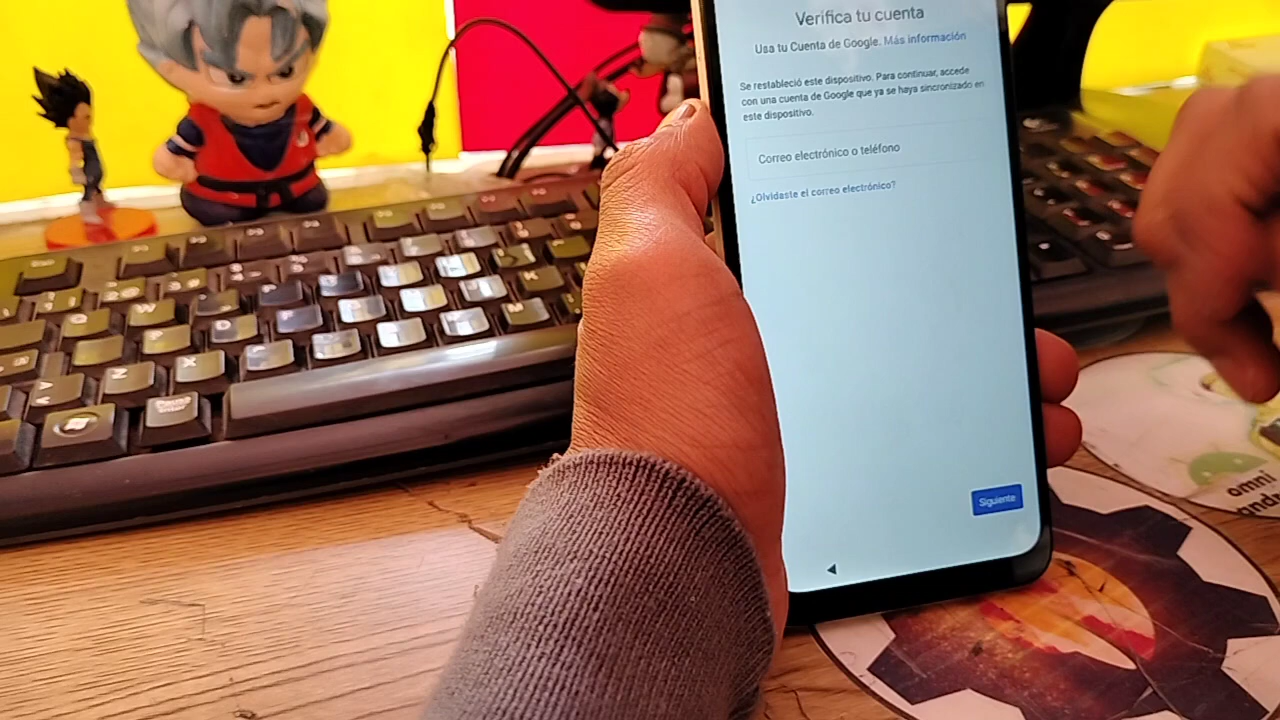 Verifica tu cuenta
Usa tu Cuenta de Google. Más información
Se restableció este dispositivo. Para continuar, accede
con una cuenta de Google que ya se haya sincronizado en
este dispositivo.
Correo electrónico o teléfono
¿Olvidaste el correo electrónico?
Siguiente
omni